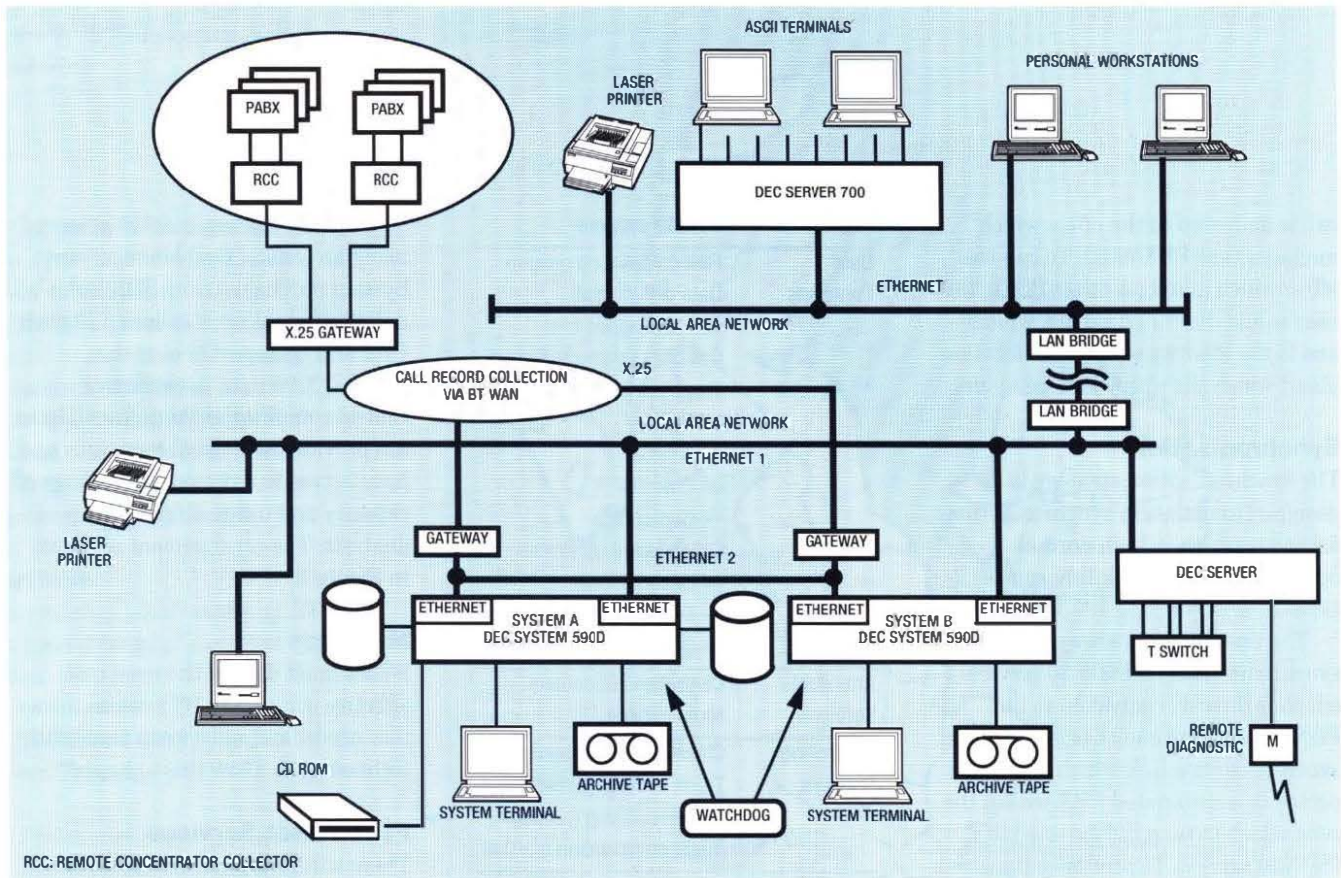 ASCII TERMINALS
PERSONAL WORKSTATIONS
LASER
PRINTER
PABX
PABX
RCC
RCC
DEC SERVER 700
ETHERNET
LOCAL AREA NETWORK
X.25 GATEWAY
LAN BRIDGE
X.25
CALL RECORD COLLECTION
VIA BT WAN
LAN BRIDGE
LOCAL AREA NETWORK
ETHERNET 1
GATEWAY
GATEWAY
LASER
PRINTER
ETHERNET 2
DEC SERVER
ETHERNET
ETHERNET
SYSTEM A
DEC SYSTEM 590D
ETHERNET
ETHERNET
SYSTEM B
DEC SYSTEM 590D
T SWITCH
REMOTE
DIAGNOSTIC
M
CD ROM
SYSTEM TERMINAL
ARCHIVE TAPE
WATCHDOG
SYSTEM TERMINAL
ARCHIVE TAPE
RCC: REMOTE CONCENTRATOR COLLECTOR